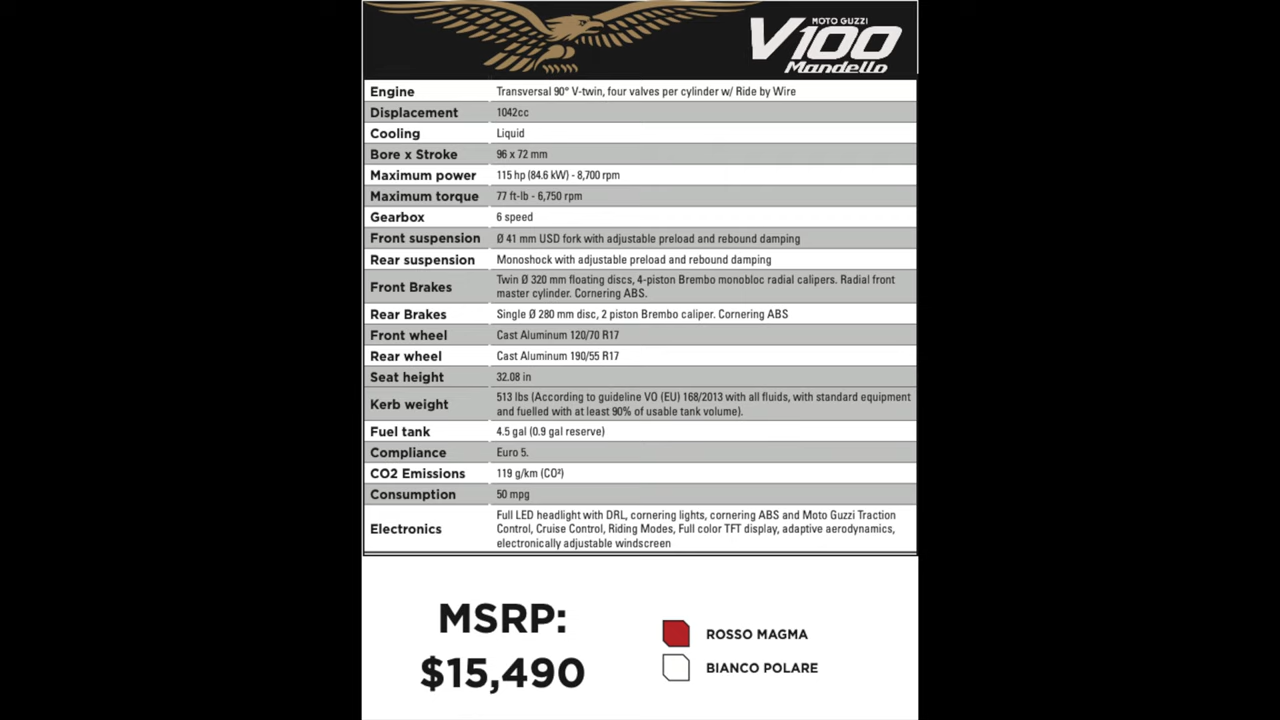 MOTO GUZZI
V100
Mandello
Engine Transversal 90° V-twin, four valves per cylinder w/ Ride by Wire
Displacement 1042cc
Cooling Liquid
Bore x Stroke 96 x 72 mm
Maximum power 115 hp (84.6 kW) - 8,700 rpm
Maximum torque 77 ft-lb - 6,750 rpm
Gearbox 6 speed
Front suspension Ø 41 mm USD fork with adjustable preload and rebound damping
Rear suspension Monoshock with adjustable preload and rebound damping
Front Brakes Twin Ø 320 mm floating discs, 4-piston Brembo monobloc radial calipers. Radial front
master cylinder. Cornering ABS.
Rear Brakes Single Ø 280 mm disc, 2 piston Brembo caliper. Cornering ABS
Front wheel Cast Aluminum 120/70 R17
Rear wheel Cast Aluminum 190/55 R17
Seat height 32.08 in
Kerb weight 513 lbs (According to guideline VO (EU) 168/2013 with all fluids, with standard equipment
and fuelled with at least 90% of usable tank volume).
Fuel tank 4.5 gal (0.9 gal reserve)
Compliance Euro 5.
CO2 Emissions 119 g/km (CO²)
Consumption 50 mpg
Electronics Full LED headlight with DRL, cornering lights, cornering ABS and Moto Guzzi Traction
Control, Cruise Control, Riding Modes, Full color TFT display, adaptive aerodynamics,
electronically adjustable windscreen
MSRP:
$15,490
ROSSO MAGMA
BIANCO POLARE